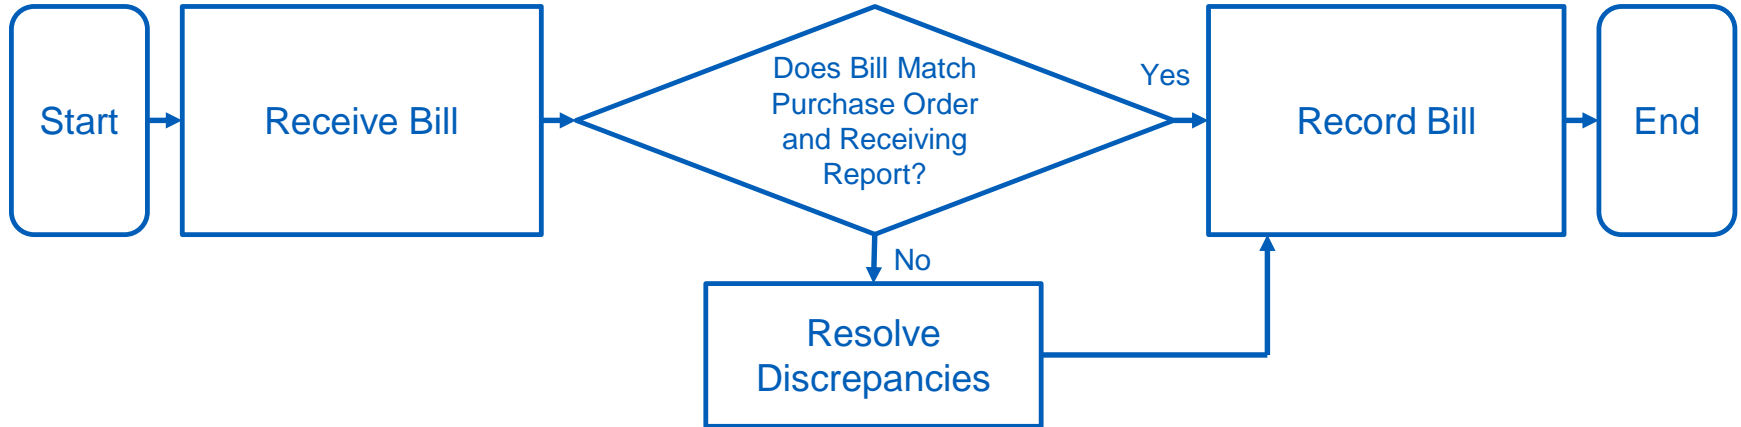 Start
Receive Bill
Does Bill Match
Purchase Order
and Receiving
Report?
Yes
Record Bill
End
No
Resolve
Discrepancies